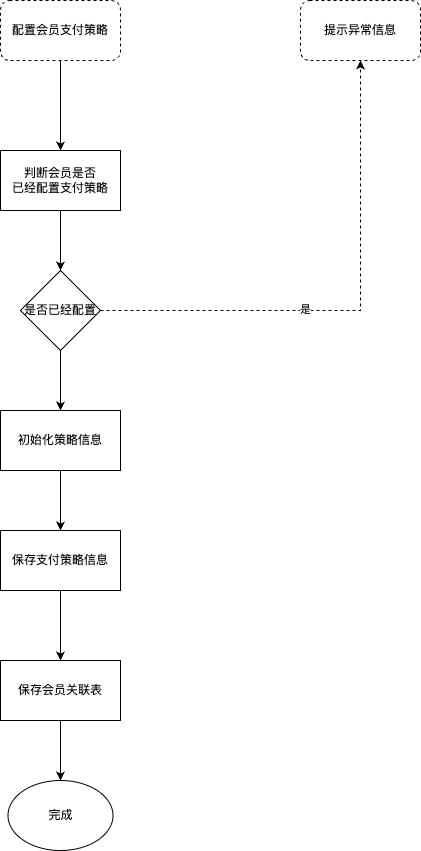 配置会员支付策略
提示异常信息
判断会员是否
已经配置支付策略
是否已经配置
是
初始化策略信息
保存支付策略信息
保存会员关联表
完成